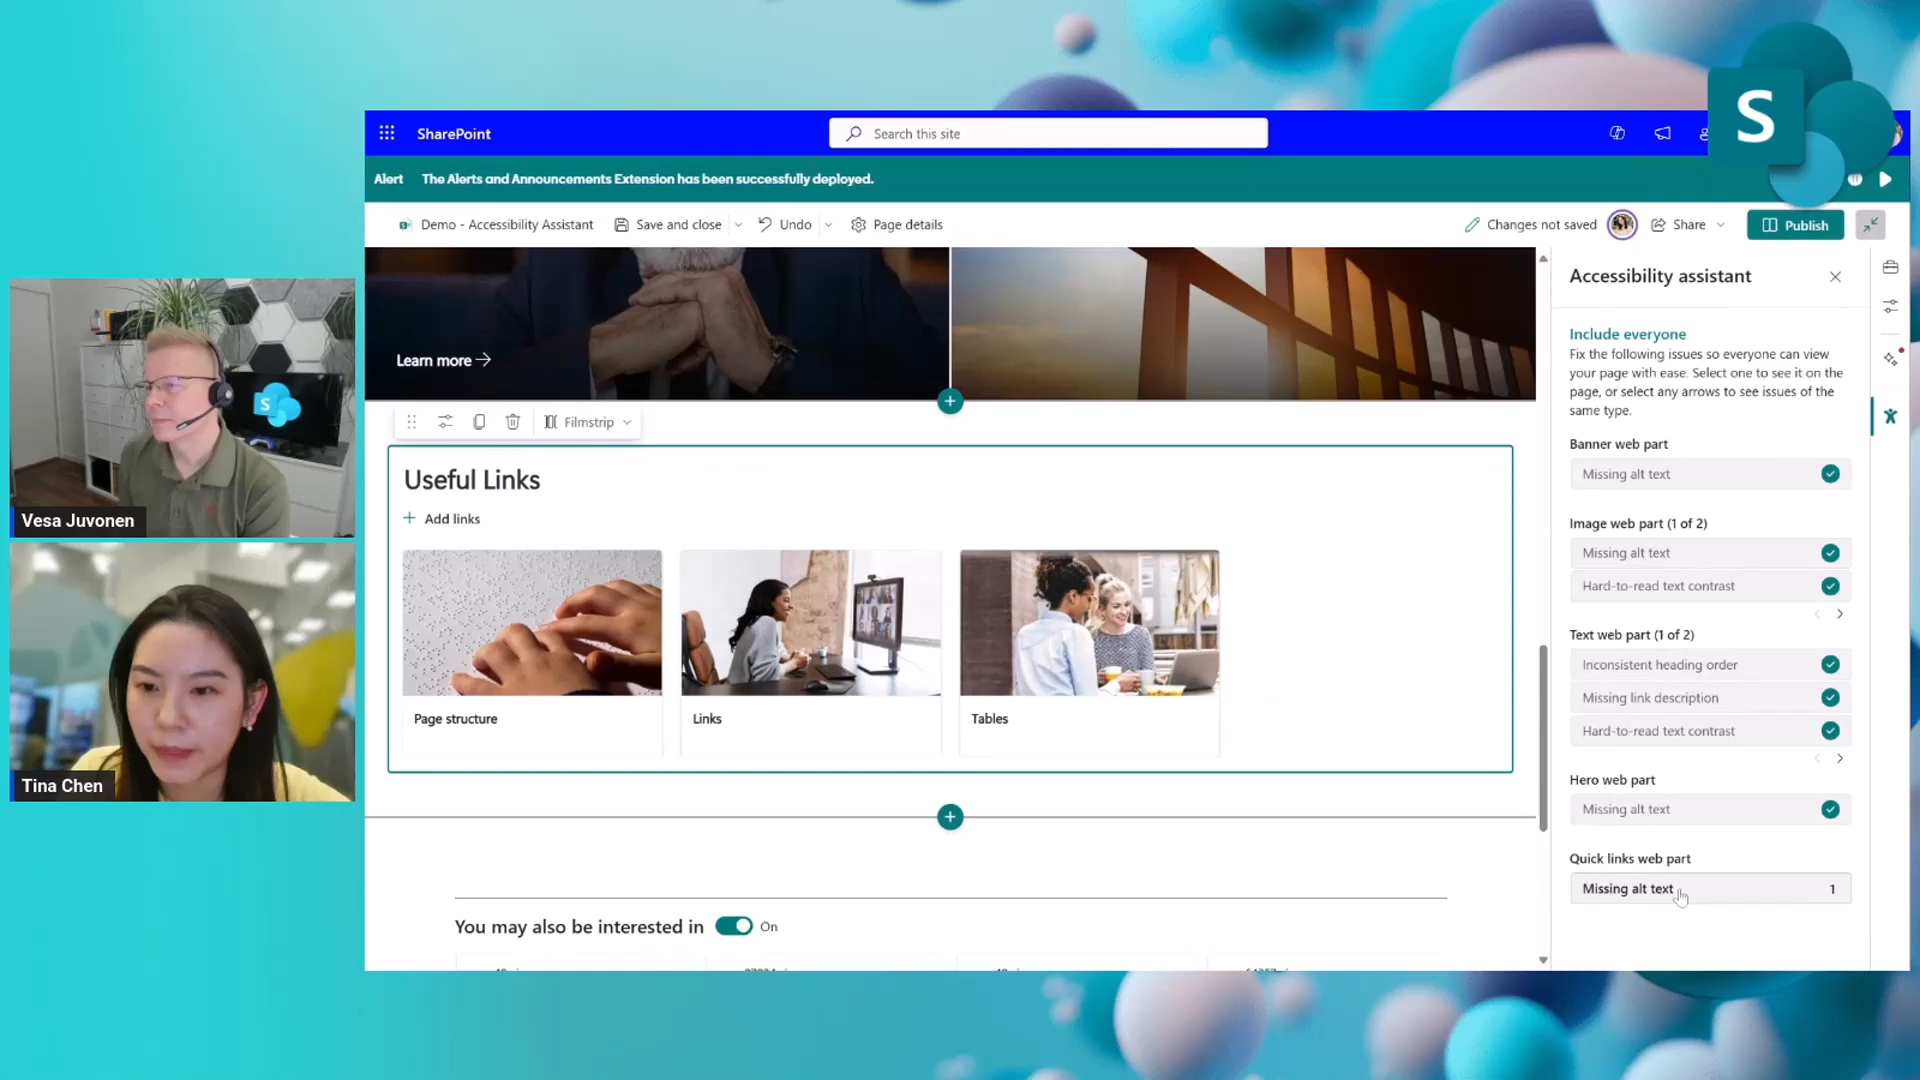 SharePoint
Search this site
S
Alert The Alerts and Announcements Extension has been successfully deployed.
Demo - Accessibility Assistant
Save and close
Undo
Page details
Changes not saved
Share
Publish
Learn more
Filmstrip
Useful Links
Add links
Page structure
Links
Tables
You may also be interested in
On
Accessibility assistant
Include everyone
Fix the following issues so everyone can view
your page with ease. Select one to see it on the
page, or select any arrows to see issues of the
same type.
Banner web part
Missing alt text
Image web part (1 of 2)
Missing alt text
Hard-to-read text contrast
Text web part (1 of 2)
Inconsistent heading order
Missing link description
Hard-to-read text contrast
Hero web part
Missing alt text
Quick links web part
Missing alt text 1
S
Vesa Juvonen
Tina Chen